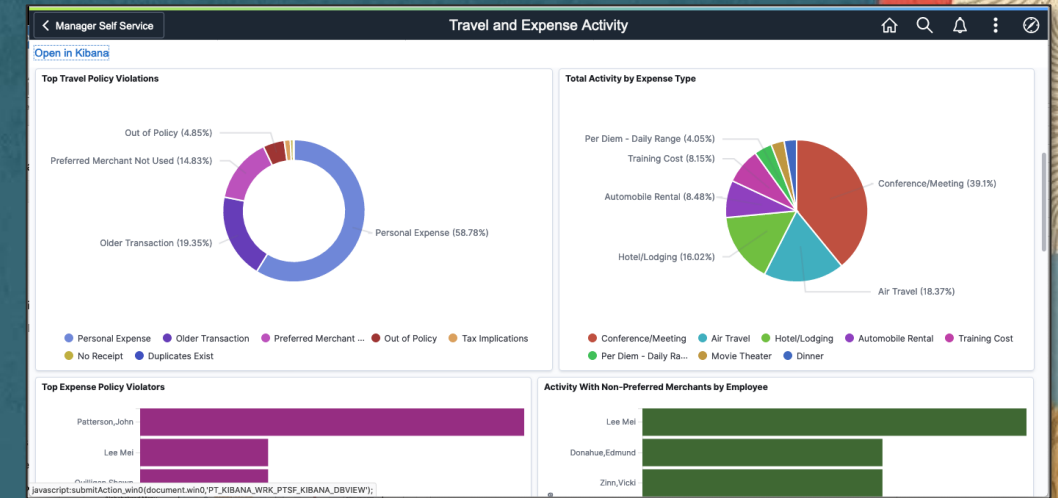 Manager Self Service
Travel and Expense Activity
Open in Kibana
Top Travel Policy Violations
Out of Policy (4.85%)
Preferred Merchant Not Used (14.83%)
Older Transaction (19.35%)
Personal Expense (58.78%)
Personal Expense Older Transaction Preferred Merchant ... Out of Policy Tax Implications
No Receipt Duplicates Exist
Total Activity by Expense Type
Per Diem - Daily Range (4.05%)
Training Cost (8.15%)
Automobile Rental (8.48%)
Hotel/Lodging (16.02%)
Conference/Meeting (39.1%)
Air Travel (18.37%)
Conference/Meeting Air Travel Hotel/Lodging Automobile Rental Training Cost
Per Diem - Daily Ra... Movie Theater Dinner
Top Expense Policy Violators
Patterson,John
Lee Mei
Quilligan,Shawn
Activity With Non-Preferred Merchants by Employee
Lee Mei
Donahue,Edmund
Zinn,Vicki
javascript:submitAction_win0(document.win0,'PT_KIBANA_WRK_PTSF_KIBANA_DBVIEW');